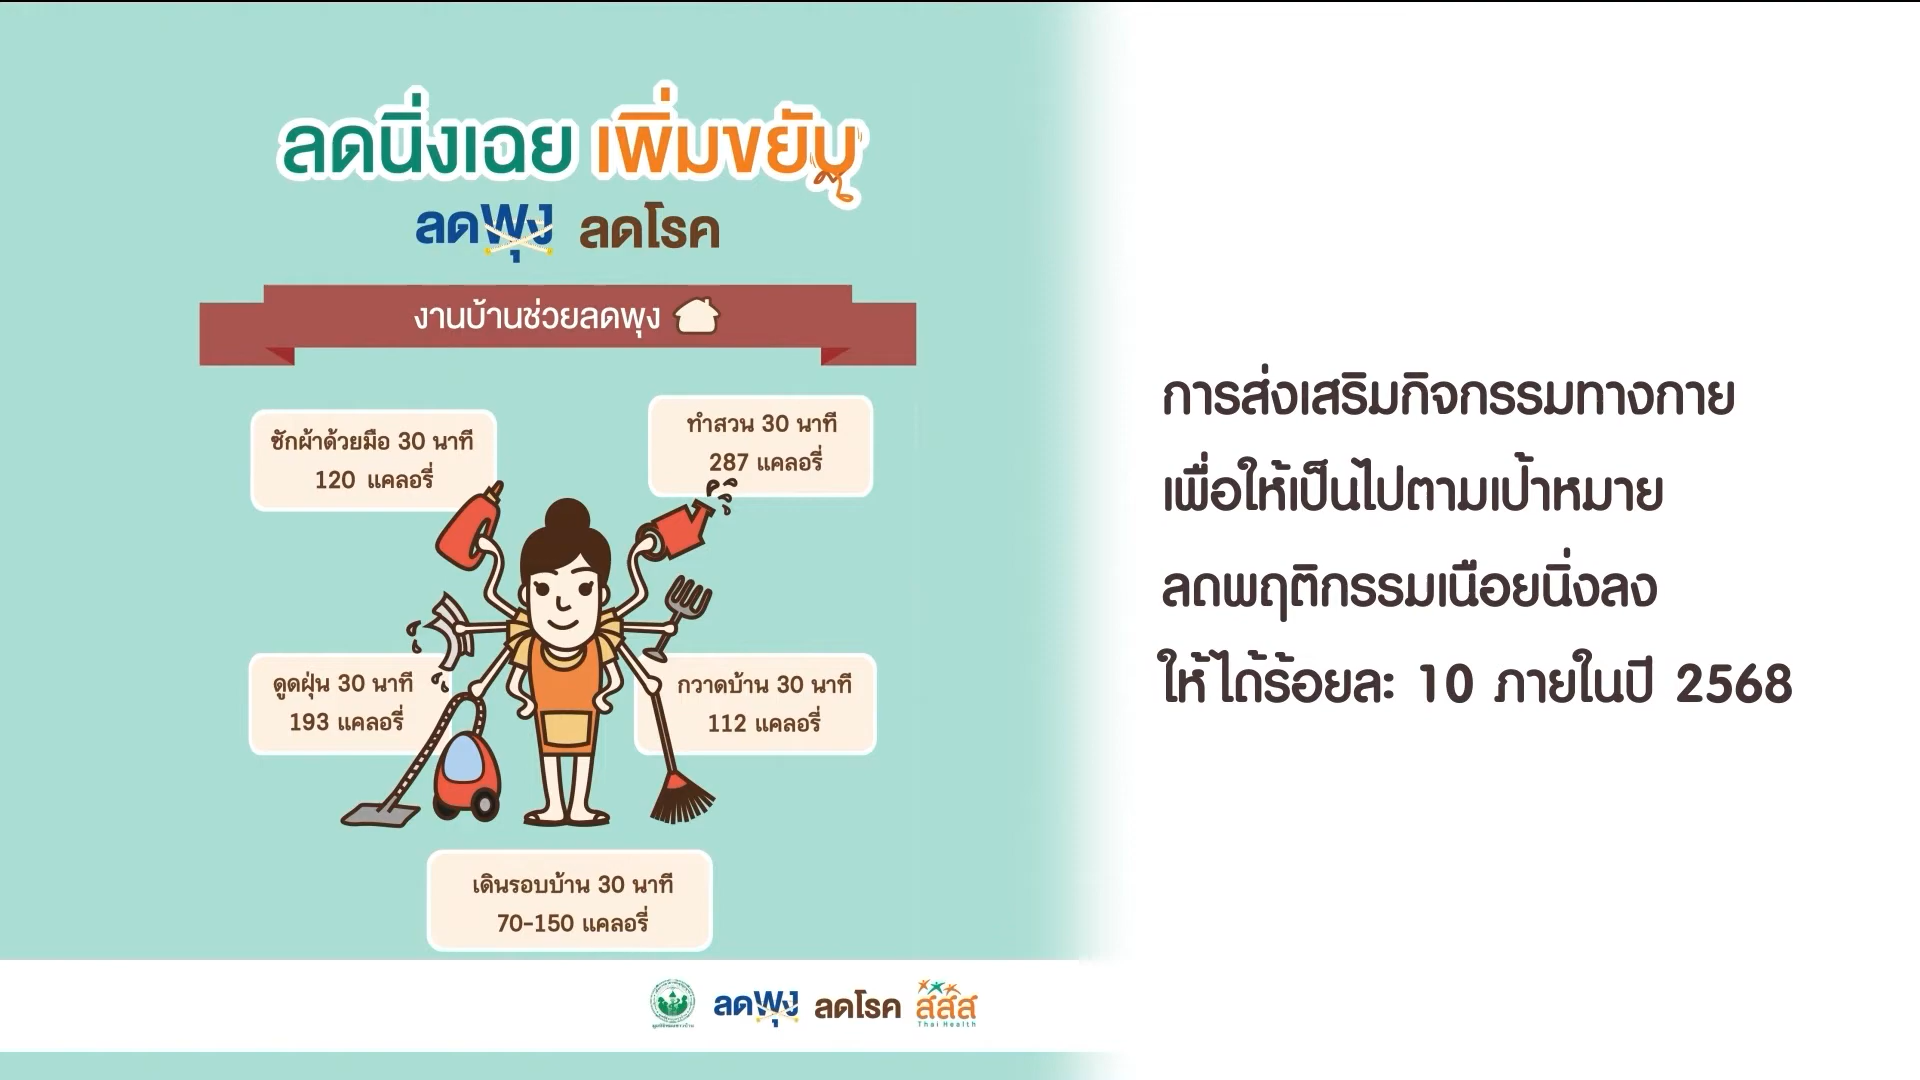 ลดนิ่งเฉย เพิ่มขยับ
ลดพุง ลดโรค
งานบ้านช่วยลดพุง
ซักผ้าด้วยมือ 30 นาที
120 แคลอรี่
ทำสวน 30 นาที
287 แคลอรี่
ดูดฝุ่น 30 นาที
193 แคลอรี่
กวาดบ้าน 30 นาที
112 แคลอรี่
เดินรอบบ้าน 30 นาที
70-150 แคลอรี่
ลดพุง ลดโรค สสส
Thai Health
การส่งเสริมกิจกรรมทางกาย
เพื่อให้เป็นไปตามเป้าหมาย
ลดพฤติกรรมเนือยนิ่งลง
ให้ได้ร้อยละ 10 ภายในปี 2568